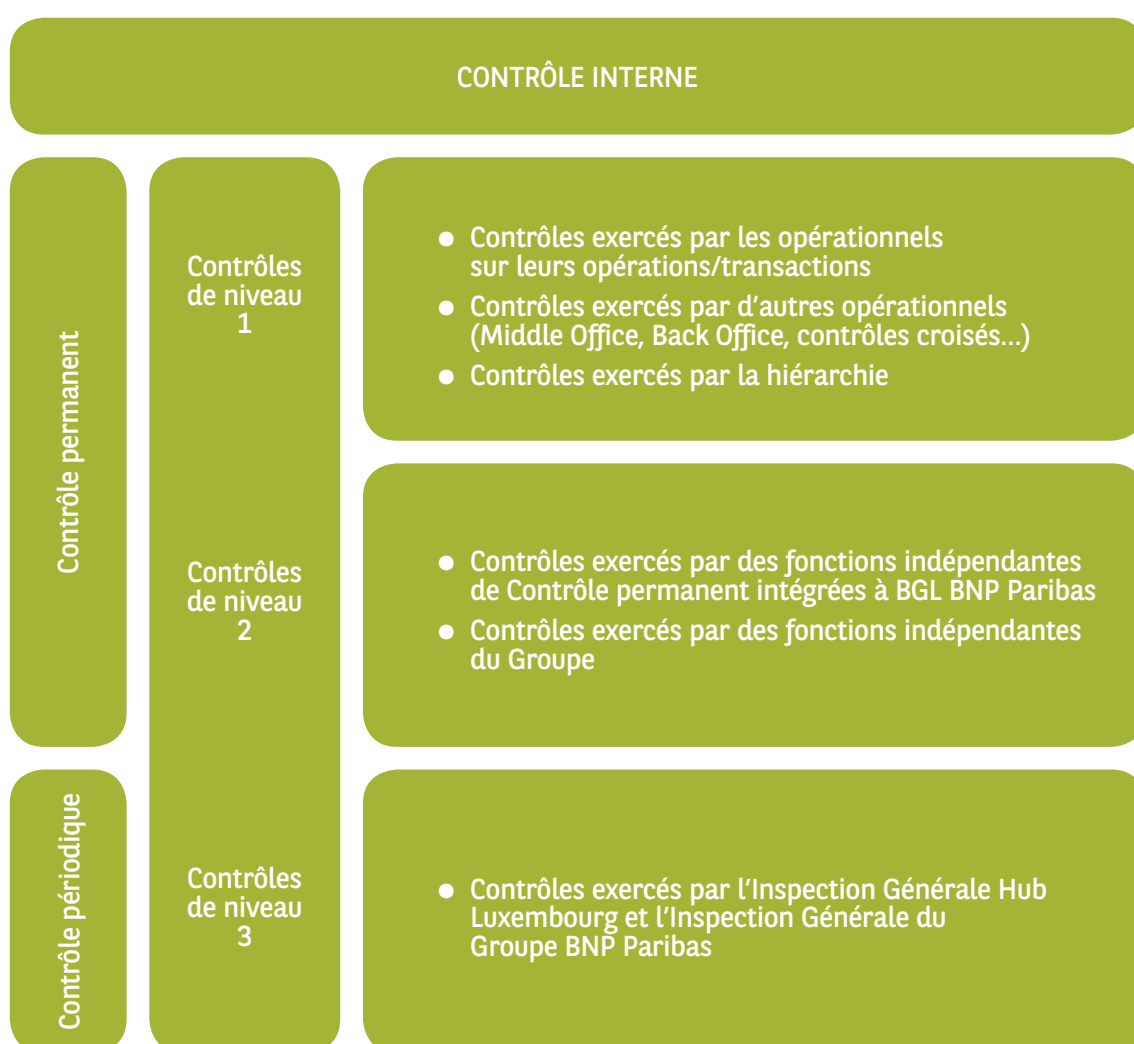 CONTRÔLE INTERNE
Contrôle permanent
Contrôles
de niveau
1
● Contrôles exercés par les opérationnels
sur leurs opérations/transactions
● Contrôles exercés par d'autres opérationnels
(Middle Office, Back Office, contrôles croisés...)
● Contrôles exercés par la hiérarchie
Contrôles
de niveau
2
● Contrôles exercés par des fonctions indépendantes
de Contrôle permanent intégrées à BGL BNP Paribas
● Contrôles exercés par des fonctions indépendantes
du Groupe
Contrôle périodique
Contrôles
de niveau
3
● Contrôles exercés par l'Inspection Générale Hub
Luxembourg et l'Inspection Générale du
Groupe BNP Paribas